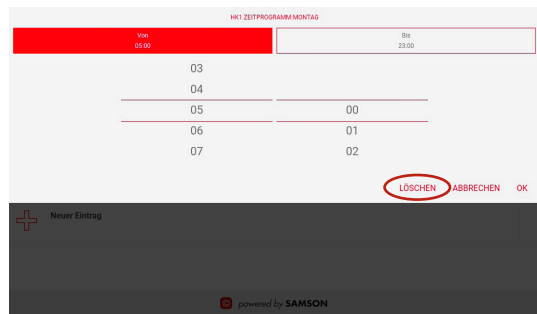 HK1 ZEITPROGRAMM:MONTAG
Von
05:00
Bis
23:00
03
04
05 00
06 01
07 02
LÖSCHEN ABBRECHEN OK
Neuer Eintrag
powered by SAMSON